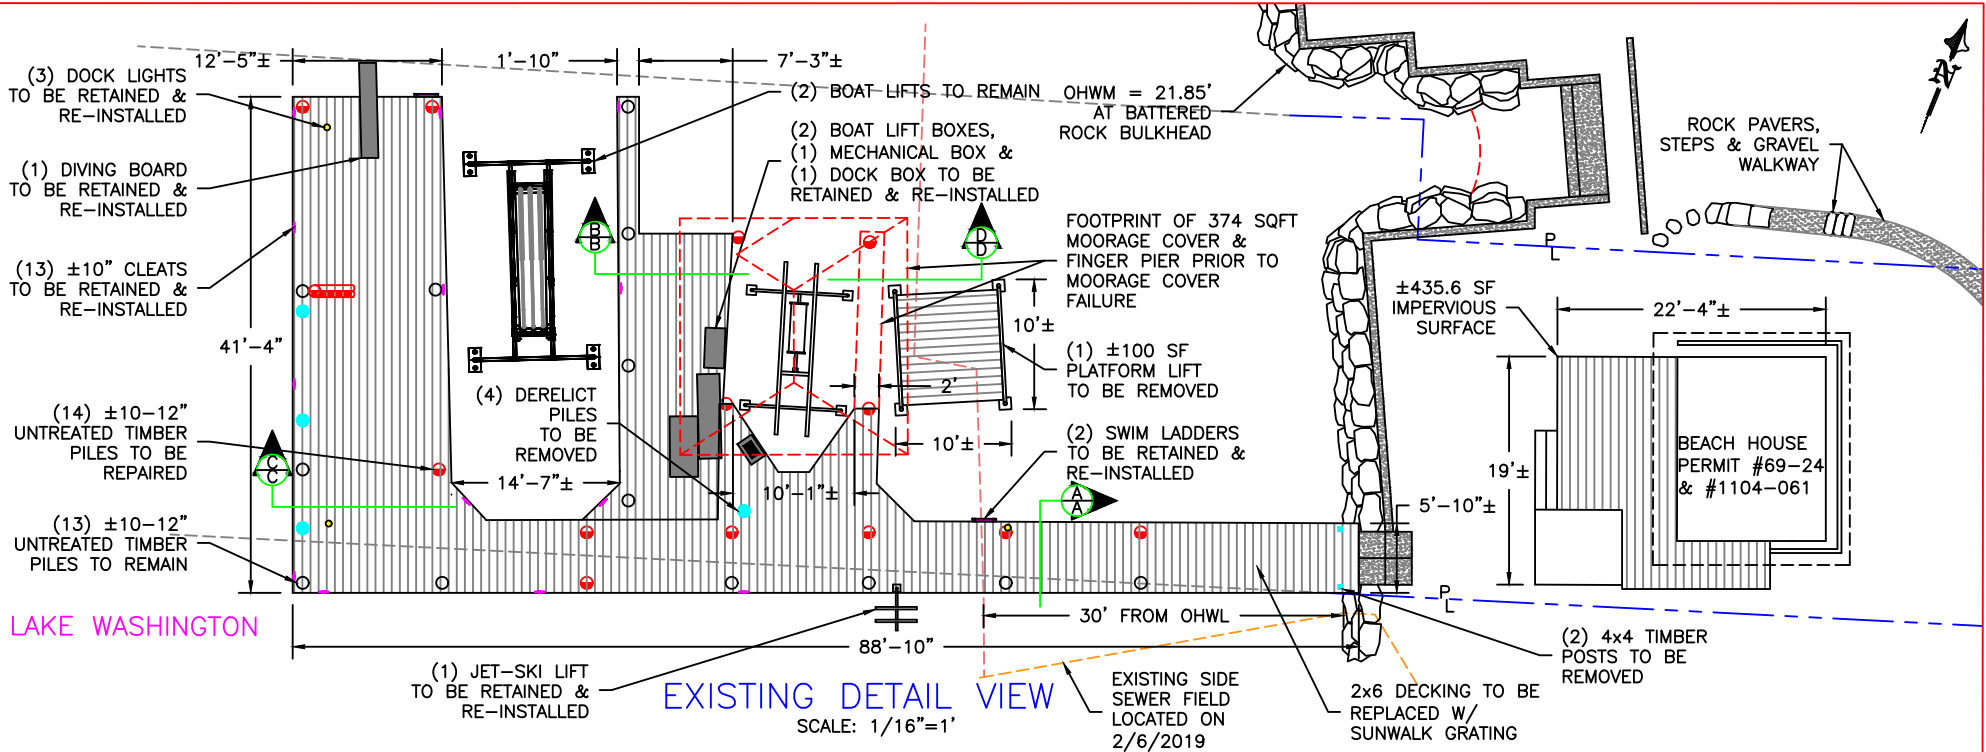 12'-5"±
1'-10"
7'-3"±
(3) DOCK LIGHTS
TO BE RETAINED &
RE-INSTALLED
(1) DIVING BOARD
TO BE RETAINED &
RE-INSTALLED
(13) ±10" CLEATS
TO BE RETAINED &
RE-INSTALLED
41'-4"
(14) ±10-12"
UNTREATED TIMBER
PILES TO BE
REPAIRED
(13) ±10-12"
UNTREATED TIMBER
PILES TO REMAIN
LAKE WASHINGTON
(2) BOAT LIFTS TO REMAIN
(2) BOAT LIFT BOXES,
(1) MECHANICAL BOX &
(1) DOCK BOX TO BE
RETAINED & RE-INSTALLED
OHWM = 21.85'
AT BATTERED
ROCK BULKHEAD
FOOTPRINT OF 374 SQFT
MOORAGE COVER &
FINGER PIER PRIOR TO
MOORAGE COVER
FAILURE
B
B
D
D
C
C
A
A
(4) DERELICT
PILES
TO BE
REMOVED
14'-7"±
10'-1"±
2'
10'±
10'±
(1) ±100 SF
PLATFORM LIFT
TO BE REMOVED
(2) SWIM LADDERS
TO BE RETAINED &
RE-INSTALLED
30' FROM OHWL
88'-10"
5'-10"±
(1) JET-SKI LIFT
TO BE RETAINED &
RE-INSTALLED
EXISTING DETAIL VIEW
SCALE: 1/16"=1'
EXISTING SIDE
SEWER FIELD
LOCATED ON
2/6/2019
2x6 DECKING TO BE
REPLACED W/
SUNWALK GRATING
(2) 4x4 TIMBER
POSTS TO BE
REMOVED
ROCK PAVERS,
STEPS & GRAVEL
WALKWAY
N
PL
PL
±435.6 SF
IMPERVIOUS
SURFACE
22'-4"±
19'±
BEACH HOUSE
PERMIT #69-24
& #1104-061